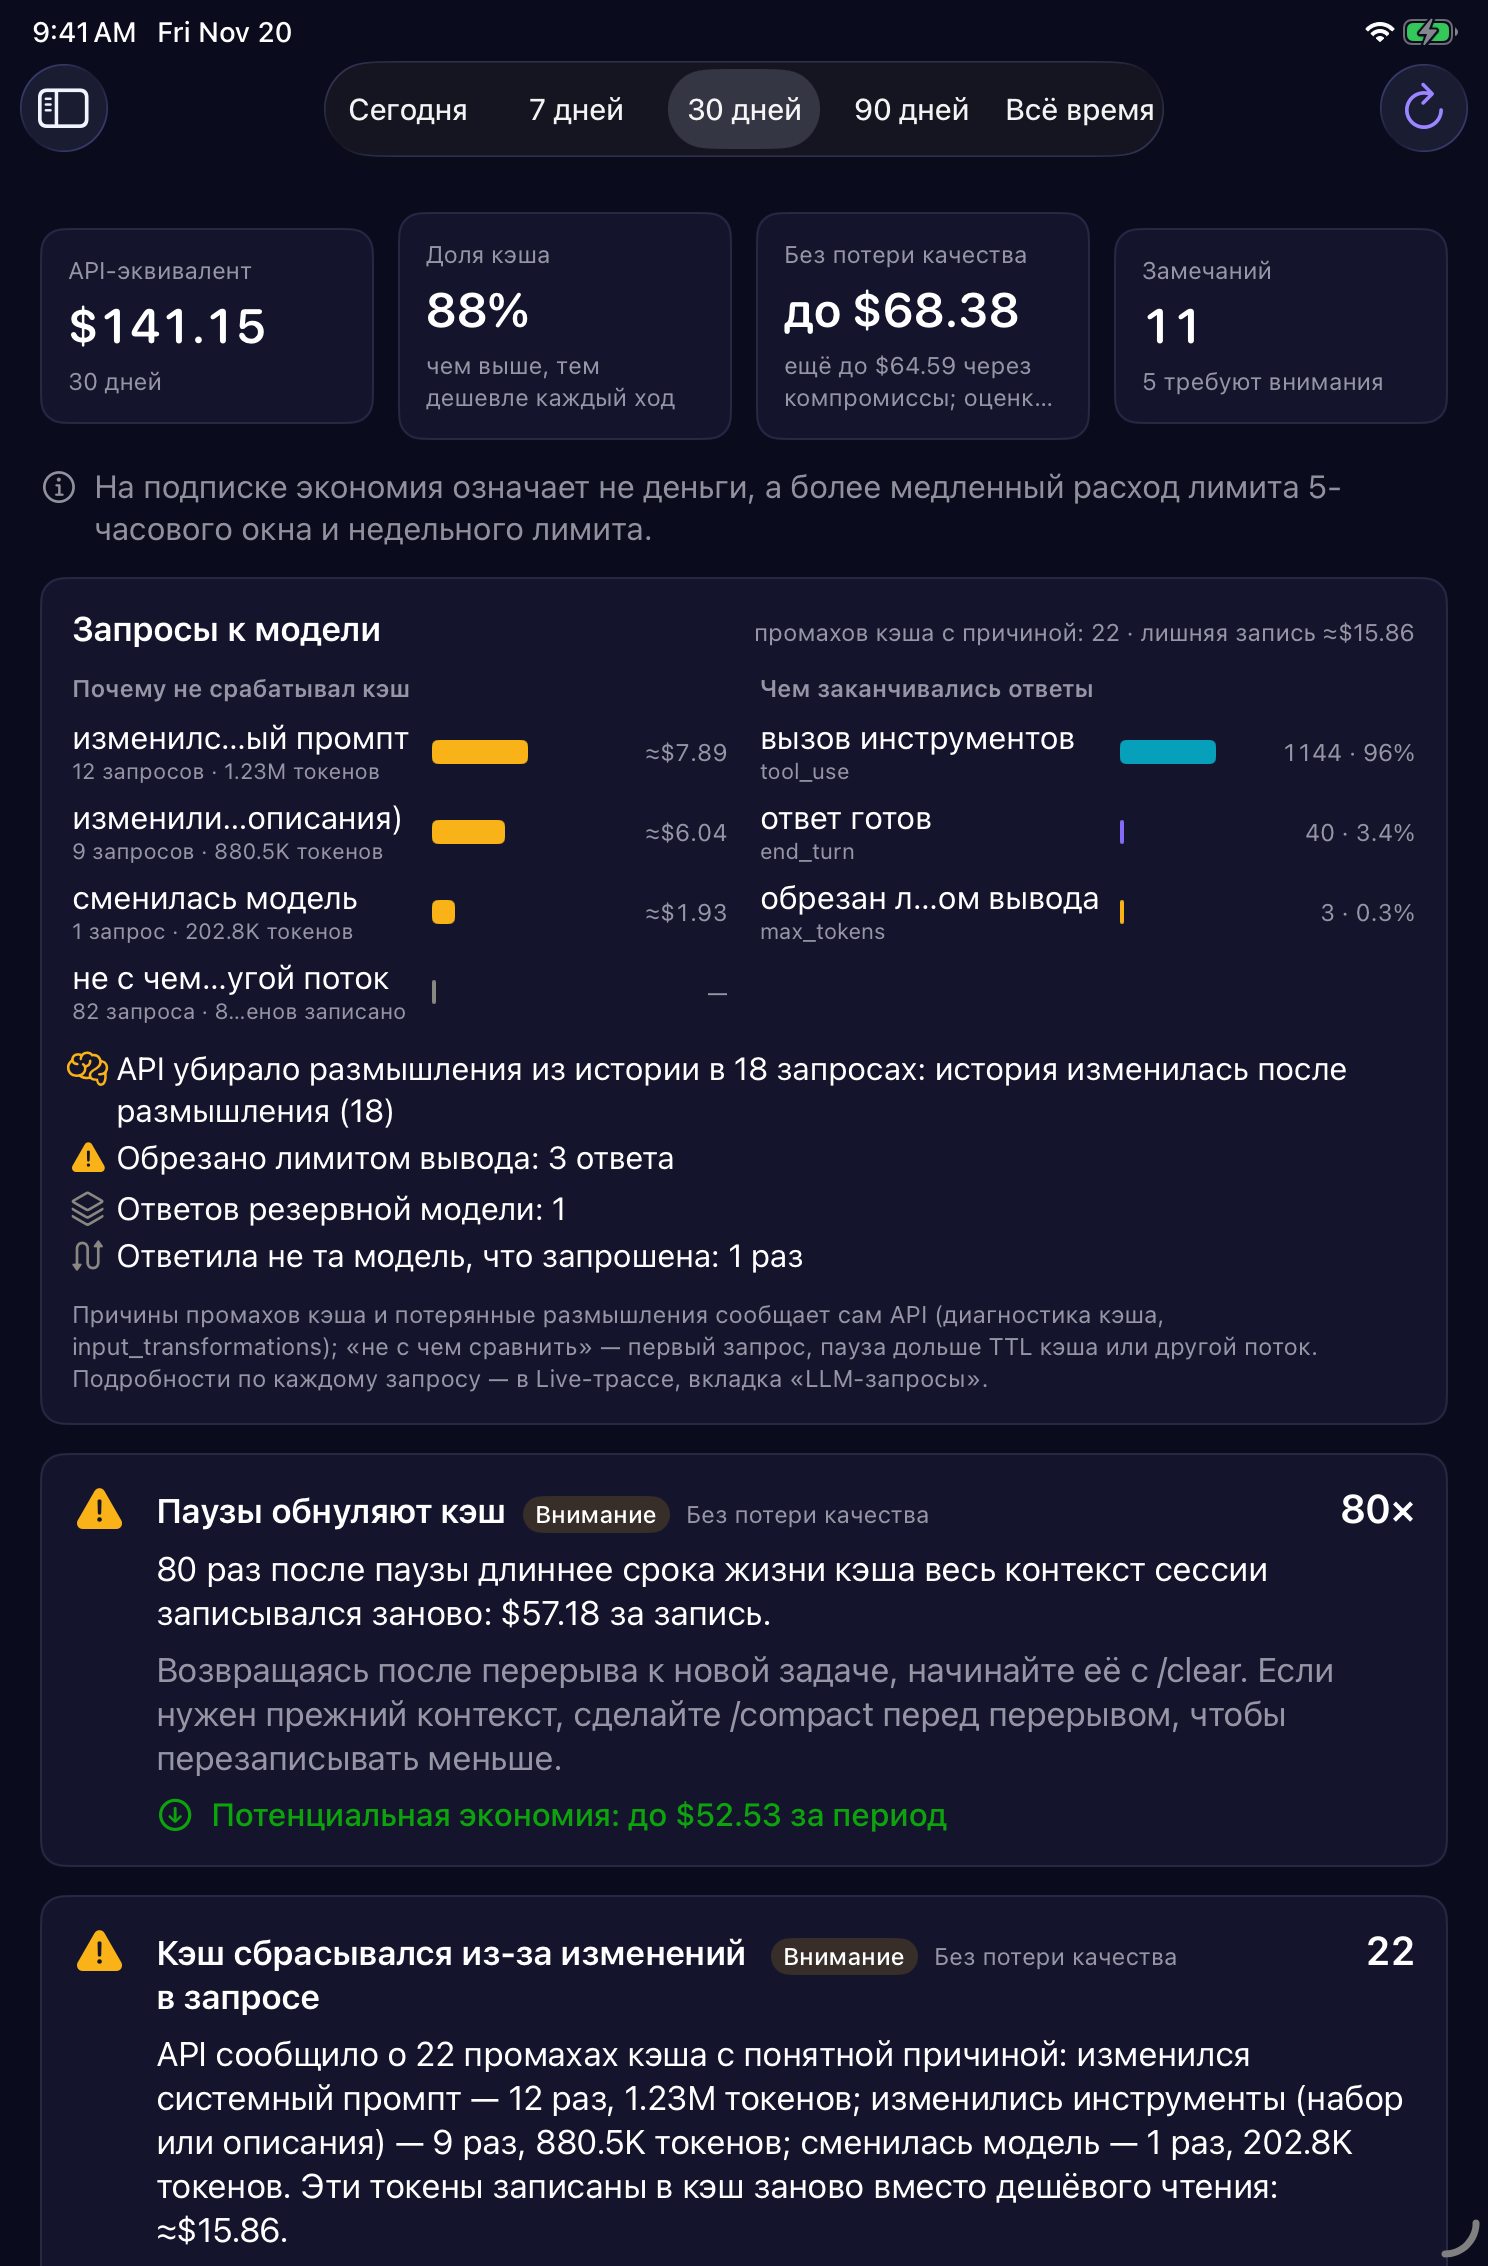 9:41 AM Fri Nov 20
Сегодня 7 дней 30 дней 90 дней Всё время
API-эквивалент
$141.15
30 дней
Доля кэша
88%
чем выше, тем
дешевле каждый ход
Без потери качества
до $68.38
ещё до $64.59 через
компромиссы; оценк…
Замечаний
11
5 требуют внимания
На подписке экономия означает не деньги, а более медленный расход лимита 5-
часового окна и недельного лимита.
Запросы к модели
промахов кэша с причиной: 22 · лишняя запись ≈$15.86
Почему не срабатывал кэш
изменилс…ый промпт ≈$7.89
12 запросов · 1.23M токенов
изменили…описания) ≈$6.04
9 запросов · 880.5K токенов
сменилась модель ≈$1.93
1 запрос · 202.8K токенов
не с чем…угой поток —
82 запроса · 8…енов записано
Чем заканчивались ответы
вызов инструментов 1144 · 96%
tool_use
ответ готов 40 · 3.4%
end_turn
обрезан л…ом вывода 3 · 0.3%
max_tokens
API убирало размышления из истории в 18 запросах: история изменилась после
размышления (18)
Обрезано лимитом вывода: 3 ответа
Ответов резервной модели: 1
Ответила не та модель, что запрошена: 1 раз
Причины промахов кэша и потерянные размышления сообщает сам API (диагностика кэша,
input_transformations); «не с чем сравнить» — первый запрос, пауза дольше TTL кэша или другой поток.
Подробности по каждому запросу — в Live-трассе, вкладка «LLM-запросы».
Паузы обнуляют кэш Внимание Без потери качества 80×
80 раз после паузы длиннее срока жизни кэша весь контекст сессии
записывался заново: $57.18 за запись.
Возвращаясь после перерыва к новой задаче, начинайте её с /clear. Если
нужен прежний контекст, сделайте /compact перед перерывом, чтобы
перезаписывать меньше.
Потенциальная экономия: до $52.53 за период
Кэш сбрасывался из-за изменений Внимание Без потери качества 22
в запросе
API сообщило о 22 промахах кэша с понятной причиной: изменился
системный промпт — 12 раз, 1.23M токенов; изменились инструменты (набор
или описания) — 9 раз, 880.5K токенов; сменилась модель — 1 раз, 202.8K
токенов. Эти токены записаны в кэш заново вместо дешёвого чтения:
≈$15.86.